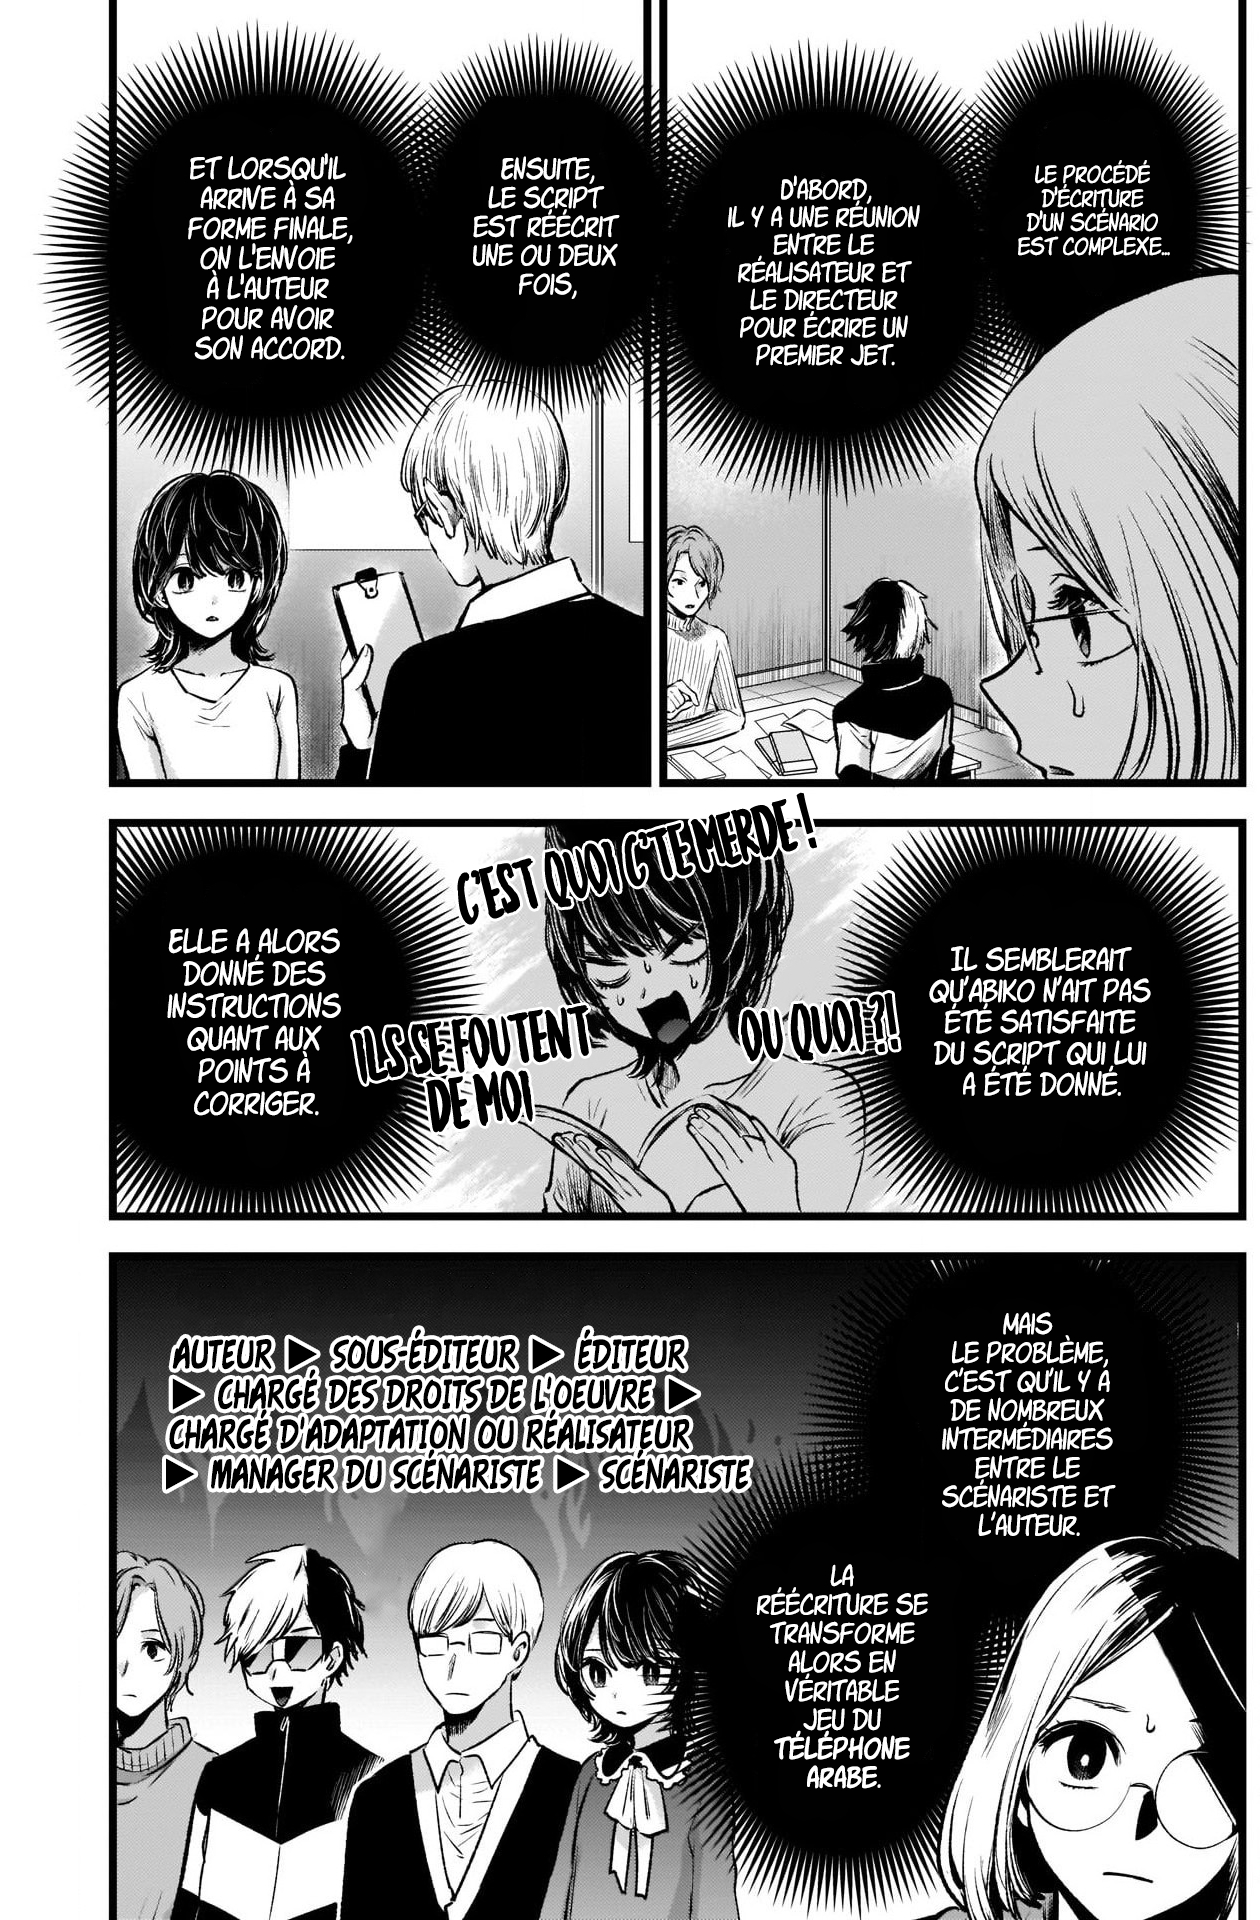 LE PROCÉDÉ
D'ÉCRITURE
D'UN SCÉNARIO
EST COMPLEXE...
D'ABORD,
IL Y A UNE RÉUNION
ENTRE LE
RÉALISATEUR ET
LE DIRECTEUR
POUR ÉCRIRE UN
PREMIER JET.
ENSUITE,
LE SCRIPT
EST RÉÉCRIT
UNE OU DEUX
FOIS,
ET LORSQU'IL
ARRIVE À SA
FORME FINALE,
ON L'ENVOIE
À L'AUTEUR
POUR AVOIR
SON ACCORD.
IL SEMBLERAIT
QU'ABIKO N'AIT PAS
ÉTÉ SATISFAITE
DU SCRIPT QUI LUI
A ÉTÉ DONNÉ.
C'EST QUOI C'TE MERDE !
ILS SE FOUTENT
DE MOI
OU QUOI ?!
ELLE A ALORS
DONNÉ DES
INSTRUCTIONS
QUANT AUX
POINTS À
CORRIGER.
MAIS
LE PROBLÈME,
C'EST QU'IL Y A
DE NOMBREUX
INTERMÉDIAIRES
ENTRE LE
SCÉNARISTE ET
L'AUTEUR.
AUTEUR ▶ SOUS-ÉDITEUR ▶ ÉDITEUR
▶ CHARGÉ DES DROITS DE L'OEUVRE ▶
CHARGÉ D'ADAPTATION OU RÉALISATEUR
▶ MANAGER DU SCÉNARISTE ▶ SCÉNARISTE
LA
RÉÉCRITURE SE
TRANSFORME
ALORS EN
VÉRITABLE
JEU DU
TÉLÉPHONE
ARABE.